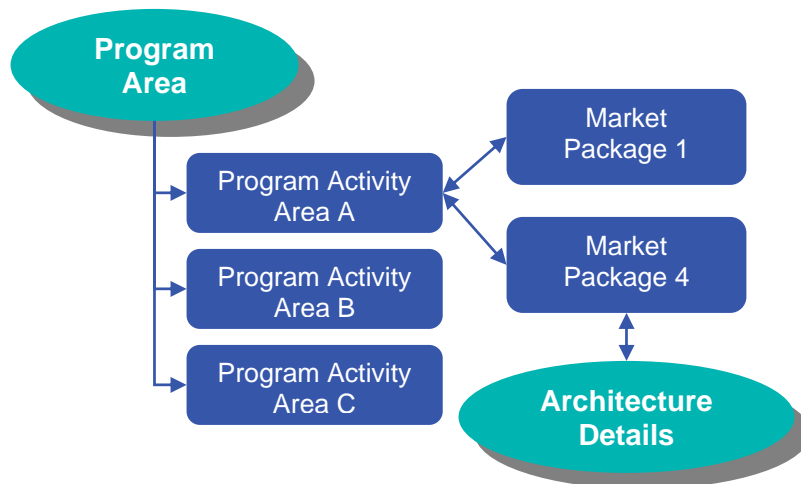 Program
Area
Program Activity
Area A
Program Activity
Area B
Program Activity
Area C
Market
Package 1
Market
Package 4
Architecture
Details